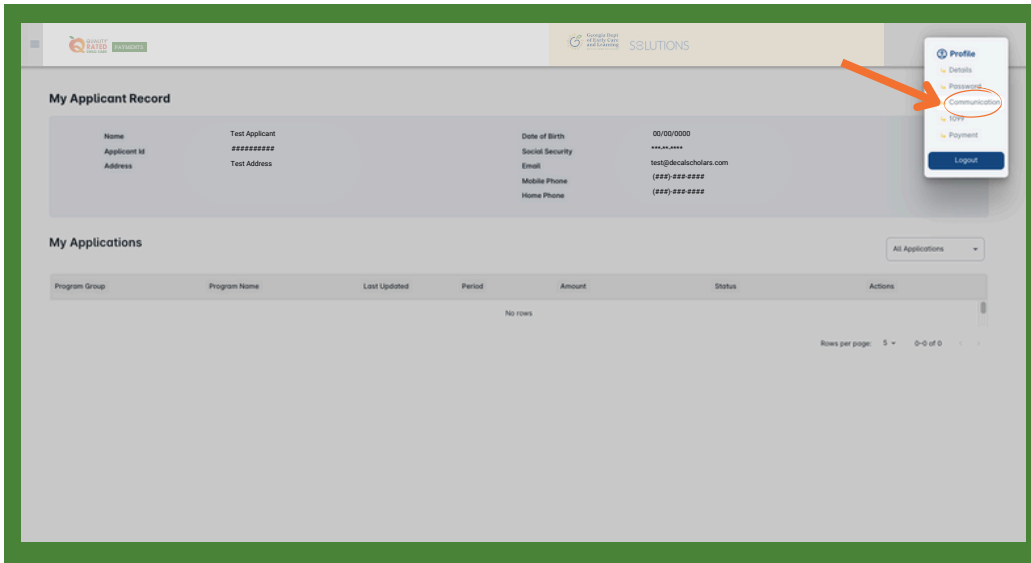 QUALITY
RATED
CHILD CARE
PAYMENTS
Georgia Dept
of Early Care
and Learning
SOLUTIONS
Profile
Details
Password
Communication
1099
Payment
Logout
My Applicant Record
Name Test Applicant
Applicant Id ##########
Address Test Address
Date of Birth 00/00/0000
Social Security ***-**-****
Email test@decalscholars.com
Mobile Phone (###)-###-####
Home Phone (###)-###-####
My Applications
All Applications
Program Group Program Name Last Updated Period Amount Status Actions
No rows
Rows per page: 5 0-0 of 0